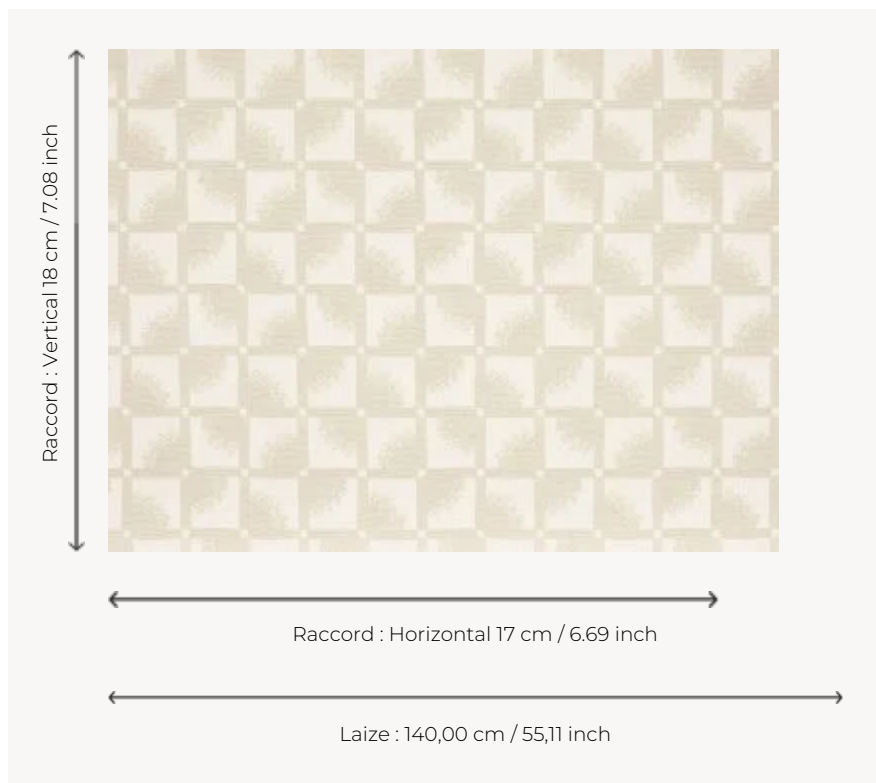 Raccord : Vertical 18 cm / 7.08 inch
Raccord : Horizontal 17 cm / 6.69 inch
Laize : 140,00 cm / 55,11 inch